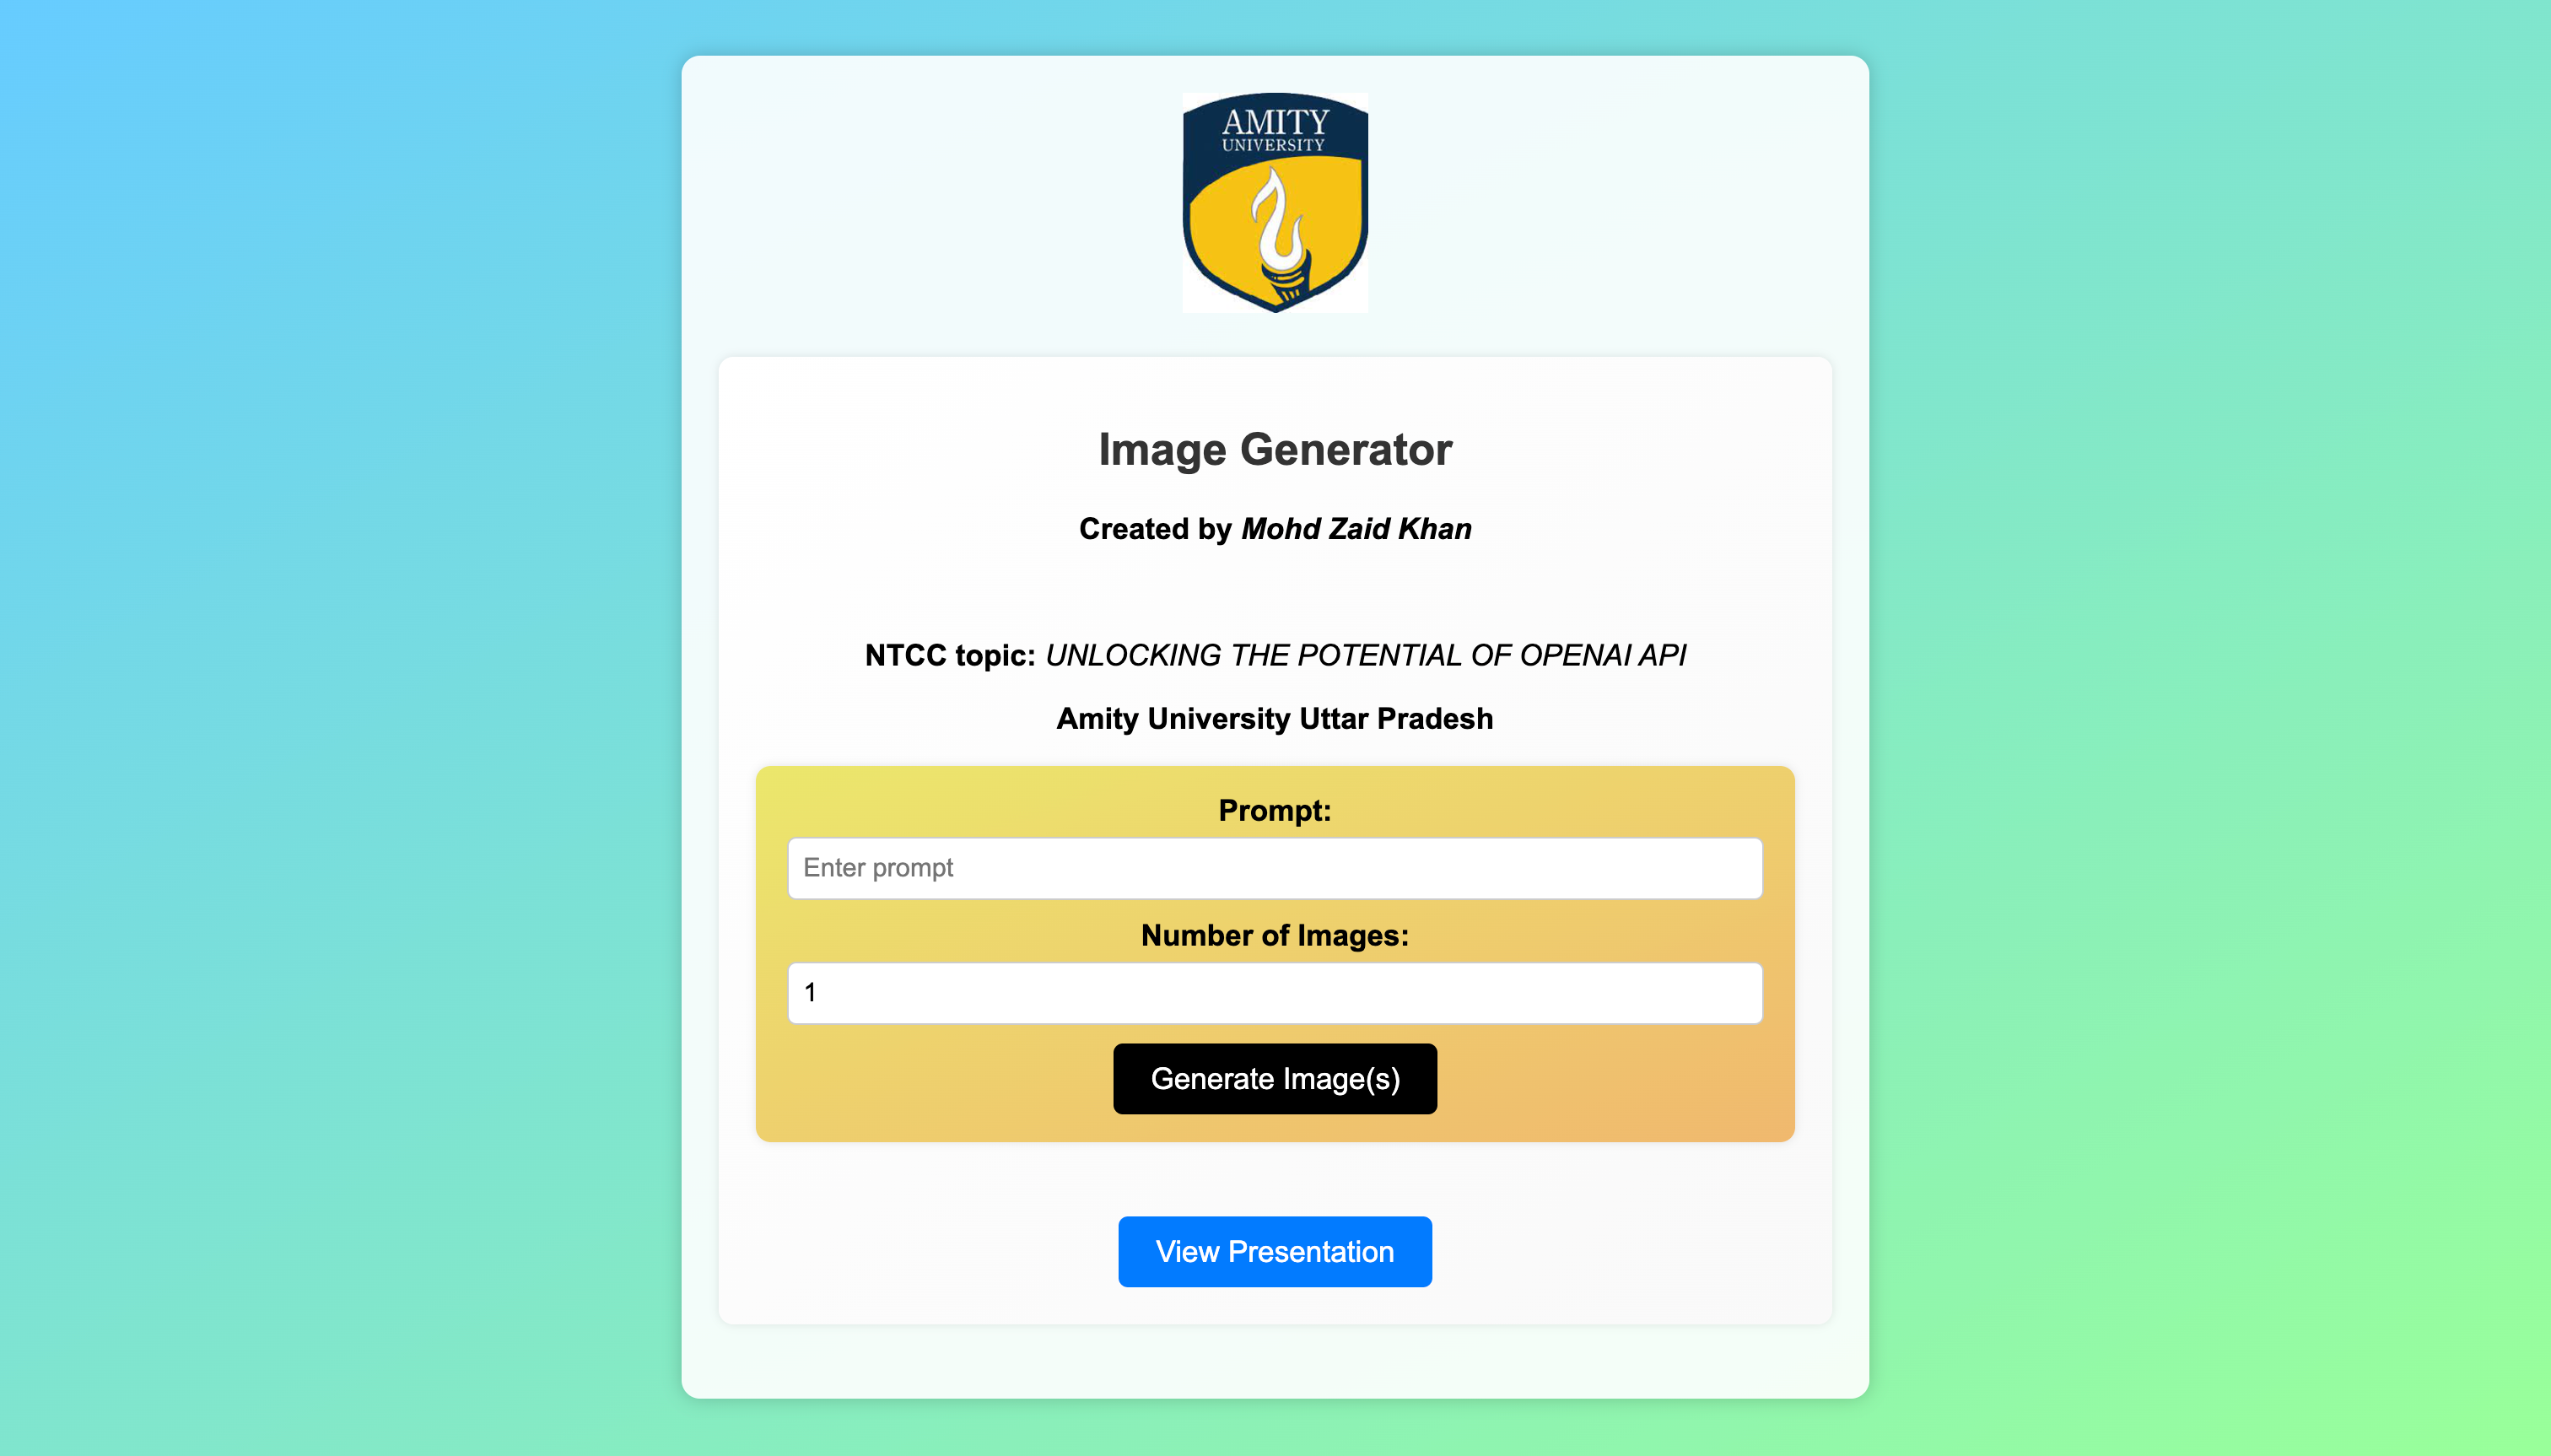 AMITY
UNIVERSITY
Image Generator
Created by Mohd Zaid Khan
NTCC topic: UNLOCKING THE POTENTIAL OF OPENAI API
Amity University Uttar Pradesh
Prompt:
Enter prompt
Number of Images:
1
Generate Image(s)
View Presentation